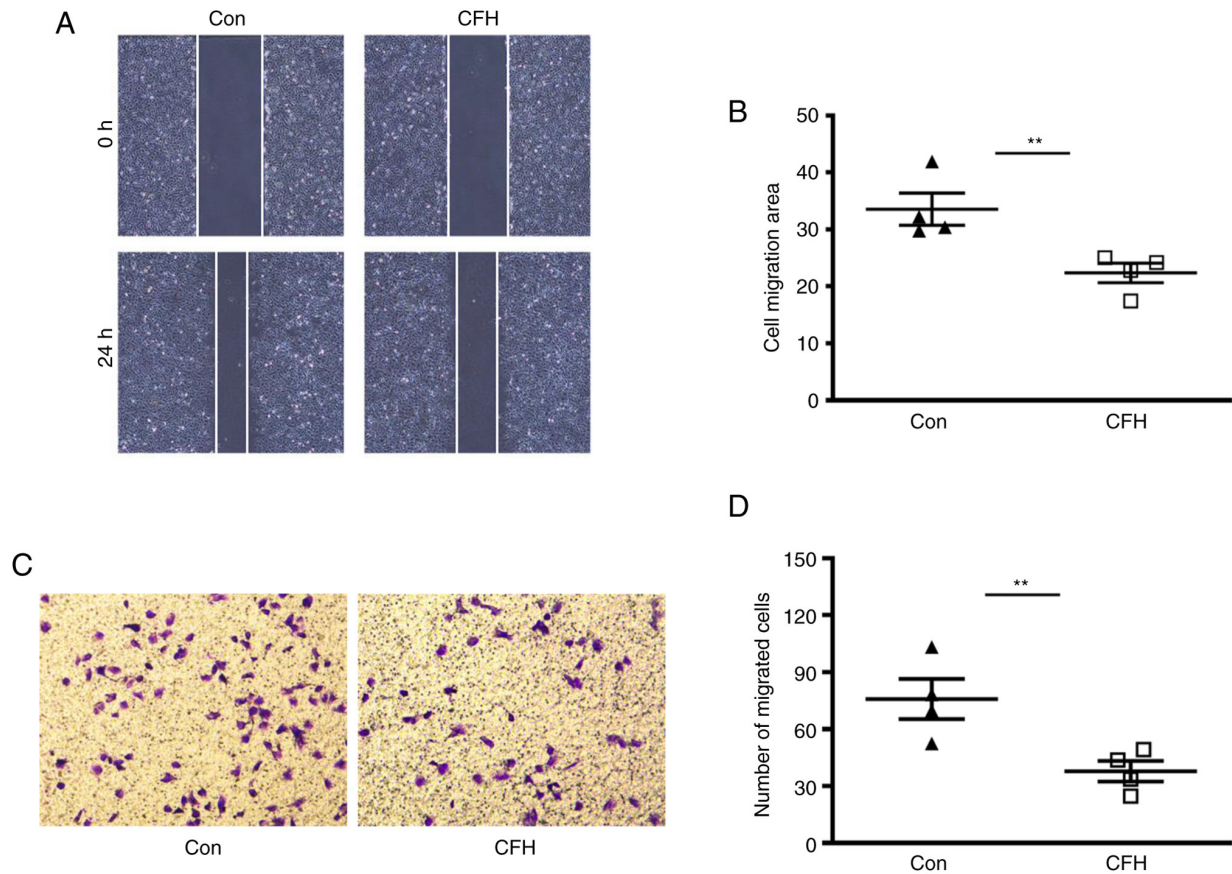 A
Con
CFH
0 h
24 h
B
**
Cell migration area
50
40
30
20
10
0
Con
CFH
C
Con
CFH
D
**
Number of migrated cells
150
120
90
60
30
0
Con
CFH